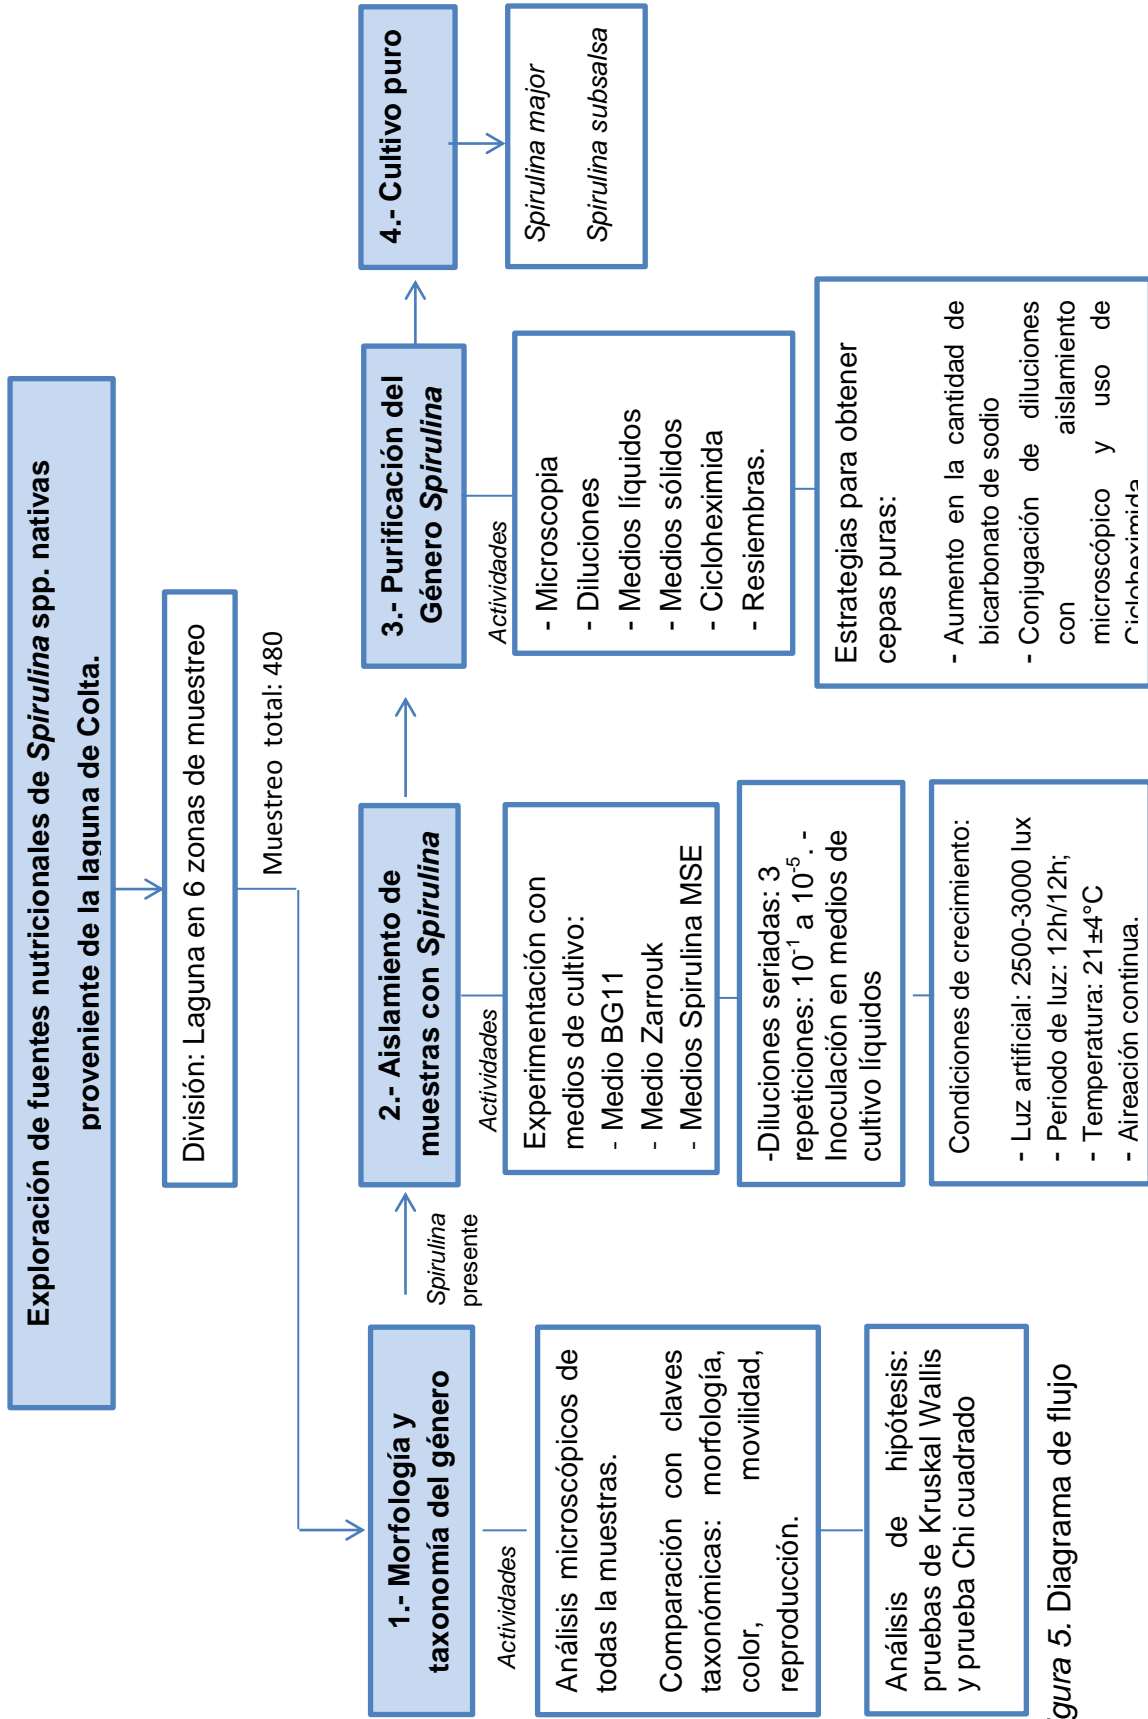 Exploración de fuentes nutricionales de Spirulina spp. nativas
proveniente de la laguna de Colta.
División: Laguna en 6 zonas de muestreo
Muestreo total: 480
1.- Morfología y
taxonomía del género
Actividades
Análisis microscópicos de
todas la muestras.
Comparación con claves
taxonómicas: morfología,
color, movilidad,
reproducción.
Análisis de hipótesis:
pruebas de Kruskal Wallis
y prueba Chi cuadrado
Spirulina
presente
2.- Aislamiento de
muestras con Spirulina
Actividades
Experimentación con
medios de cultivo:
- Medio BG11
- Medio Zarrouk
- Medios Spirulina MSE
-Diluciones seriadas: 3
repeticiones: 10⁻¹ a 10⁻⁵. -
Inoculación en medios de
cultivo líquidos
Condiciones de crecimiento:
- Luz artificial: 2500-3000 lux
- Periodo de luz: 12h/12h;
- Temperatura: 21±4°C
- Aireación continua.
3.- Purificación del
Género Spirulina
Actividades
- Microscopia
- Diluciones
- Medios líquidos
- Medios sólidos
- Cicloheximida
- Resiembras.
Estrategias para obtener
cepas puras:
- Aumento en la cantidad de
bicarbonato de sodio
- Conjugación de diluciones
con aislamiento
microscópico y uso de
Cicloheximida
4.- Cultivo puro
Spirulina major
Spirulina subsalsa
igura 5. Diagrama de flujo